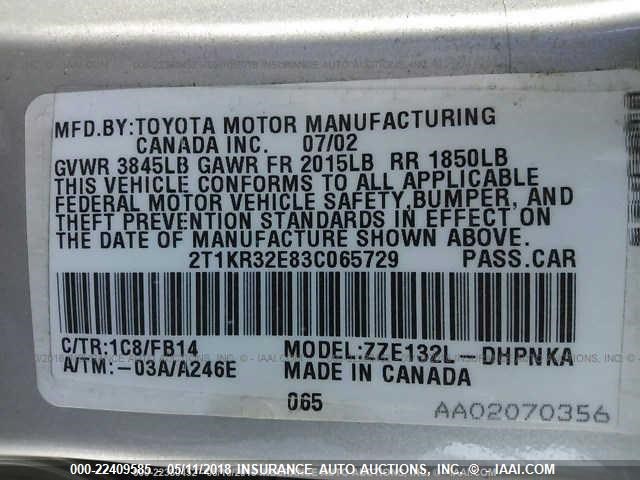 MFD.BY:TOYOTA MOTOR MANUFACTURING
CANADA INC. 07/02
GVWR 3845LB GAWR FR 2015LB RR 1850LB
THIS VEHICLE CONFORMS TO ALL APPLICABLE
FEDERAL MOTOR VEHICLE SAFETY,BUMPER, AND
THEFT PREVENTION STANDARDS IN EFFECT ON
THE DATE OF MANUFACTURE SHOWN ABOVE.
2T1KR32E83C065729 PASS.CAR
C/TR:1C8/FB14 MODEL:ZZE132L-DHPNKA
A/TM:-03A/A246E MADE IN CANADA
065 AA02070356
000-22409585 - 05/11/2018 - INSURANCE AUTO AUCTIONS, INC. - © - IAAI.COM